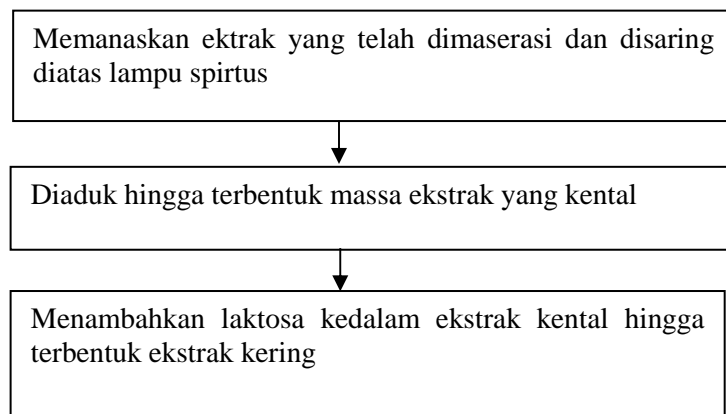 Memanaskan ektrak yang telah dimaserasi dan disaring
diatas lampu spirtus
Diaduk hingga terbentuk massa ekstrak yang kental
Menambahkan laktosa kedalam ekstrak kental hingga
terbentuk ekstrak kering